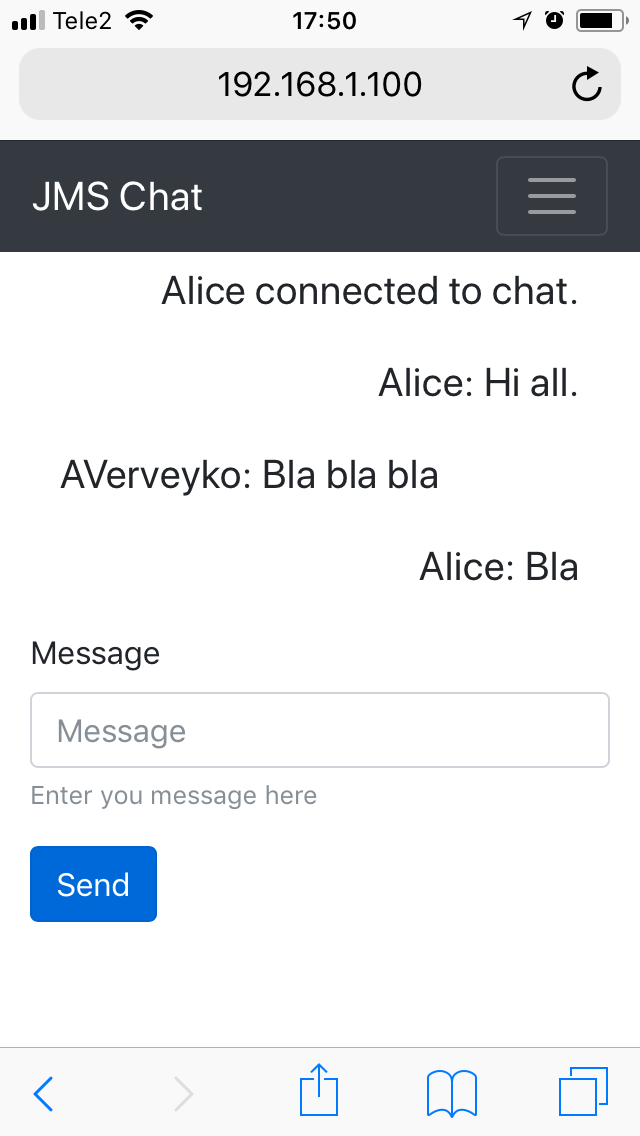 Tele2 17:50
192.168.1.100
JMS Chat
Alice connected to chat.
Alice: Hi all.
AVerveyko: Bla bla bla
Alice: Bla
Message
Message
Enter you message here
Send